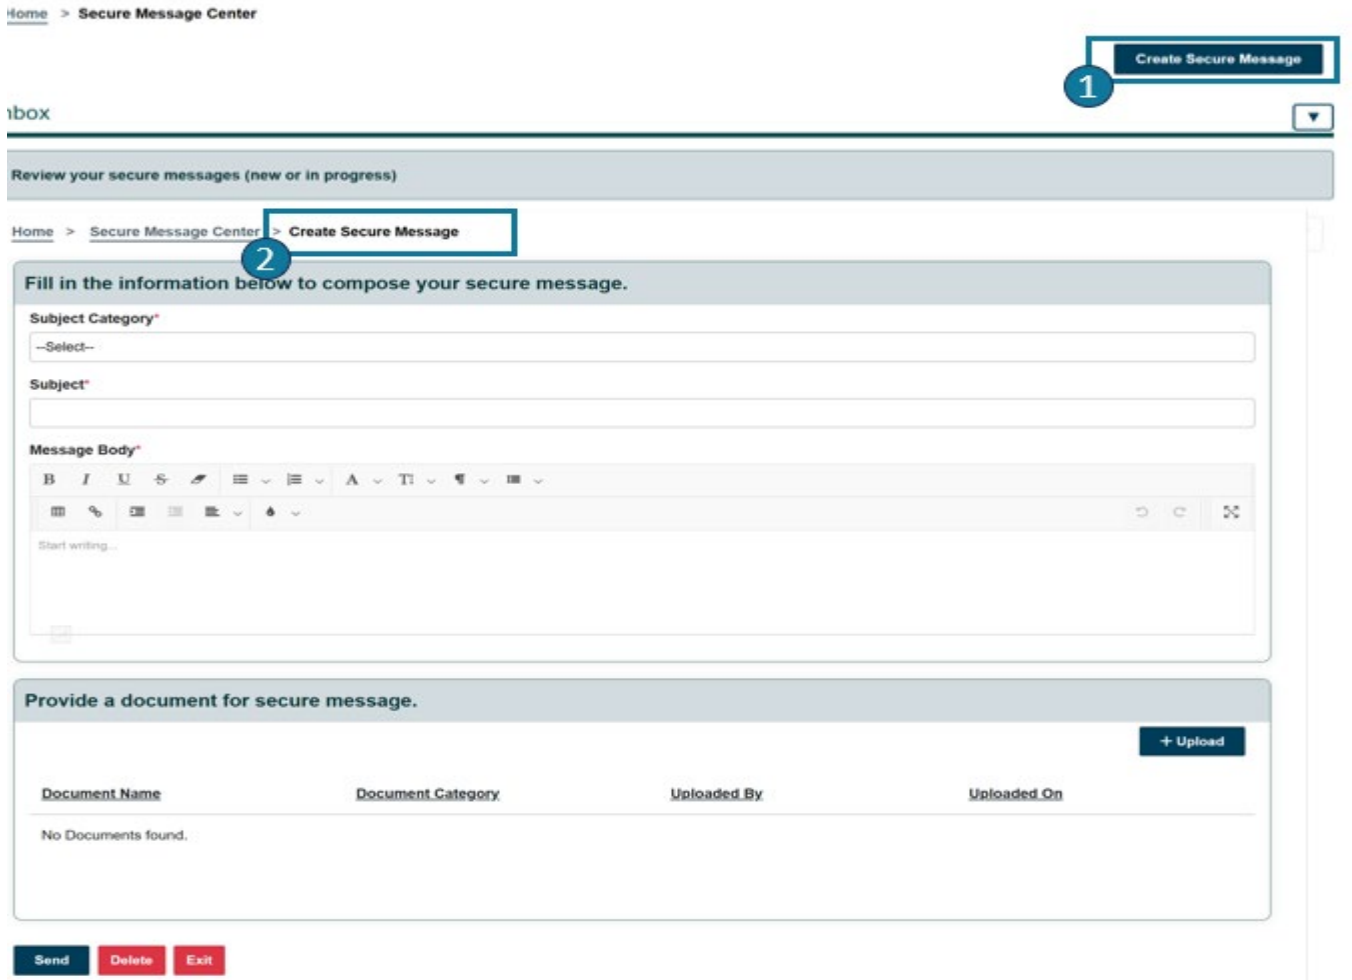 Home > Secure Message Center
Create Secure Message
1
nbox
Review your secure messages (new or in progress)
Home > Secure Message Center > Create Secure Message
2
Fill in the information below to compose your secure message.
Subject Category*
--Select--
Subject*
Message Body*
B I U S A TI ¶
Start writing...
Provide a document for secure message.
+ Upload
Document Name Document Category Uploaded By Uploaded On
No Documents found.
Send Delete Exit